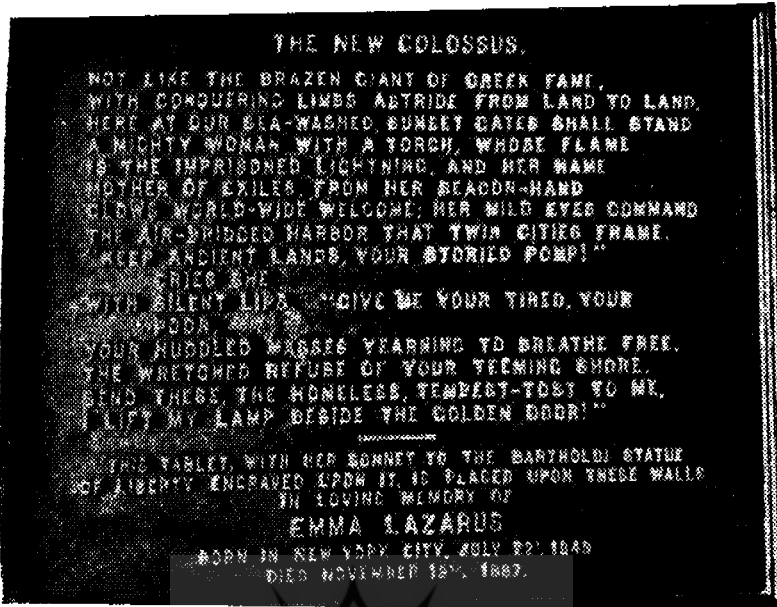 THE NEW COLOSSUS.
NOT LIKE THE BRAZEN GIANT OF GREEK FAME,
WITH CONQUERING LIMBS ASTRIDE FROM LAND TO LAND,
HERE AT OUR SEA-WASHED, SUNSET GATES SHALL STAND
A MIGHTY WOMAN WITH A TORCH, WHOSE FLAME
IS THE IMPRISONED LIGHTNING, AND HER NAME
MOTHER OF EXILES. FROM HER BEACON-HAND
GLOWS WORLD-WIDE WELCOME; HER MILD EYES COMMAND
THE AIR-BRIDGED HARBOR THAT TWIN CITIES FRAME.
"KEEP ANCIENT LANDS, YOUR STORIED POMP!"
CRIES SHE
WITH SILENT LIPS. "GIVE ME YOUR TIRED, YOUR
POOR,
YOUR HUDDLED MASSES YEARNING TO BREATHE FREE,
THE WRETCHED REFUSE OF YOUR TEEMING SHORE.
SEND THESE, THE HOMELESS, TEMPEST-TOST TO ME,
I LIFT MY LAMP BESIDE THE GOLDEN DOOR!"
THIS TABLET, WITH HER SONNET TO THE BARTHOLDI STATUE
OF LIBERTY ENGRAVED UPON IT, IS PLACED UPON THESE WALLS
IN LOVING MEMORY OF
EMMA LAZARUS
BORN IN NEW YORK CITY, JULY 22D, 1849
DIED NOVEMBER 19TH, 1887.